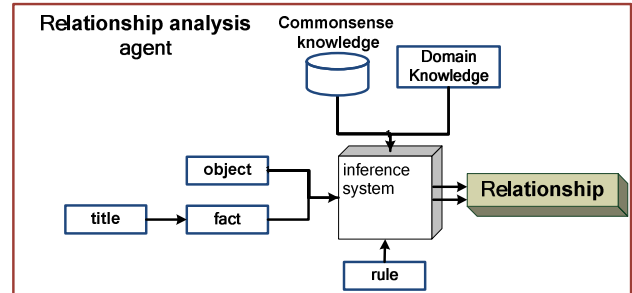 Relationship analysis
agent
Commonsense
knowledge
Domain
Knowledge
object
inference
system
Relationship
title
fact
rule